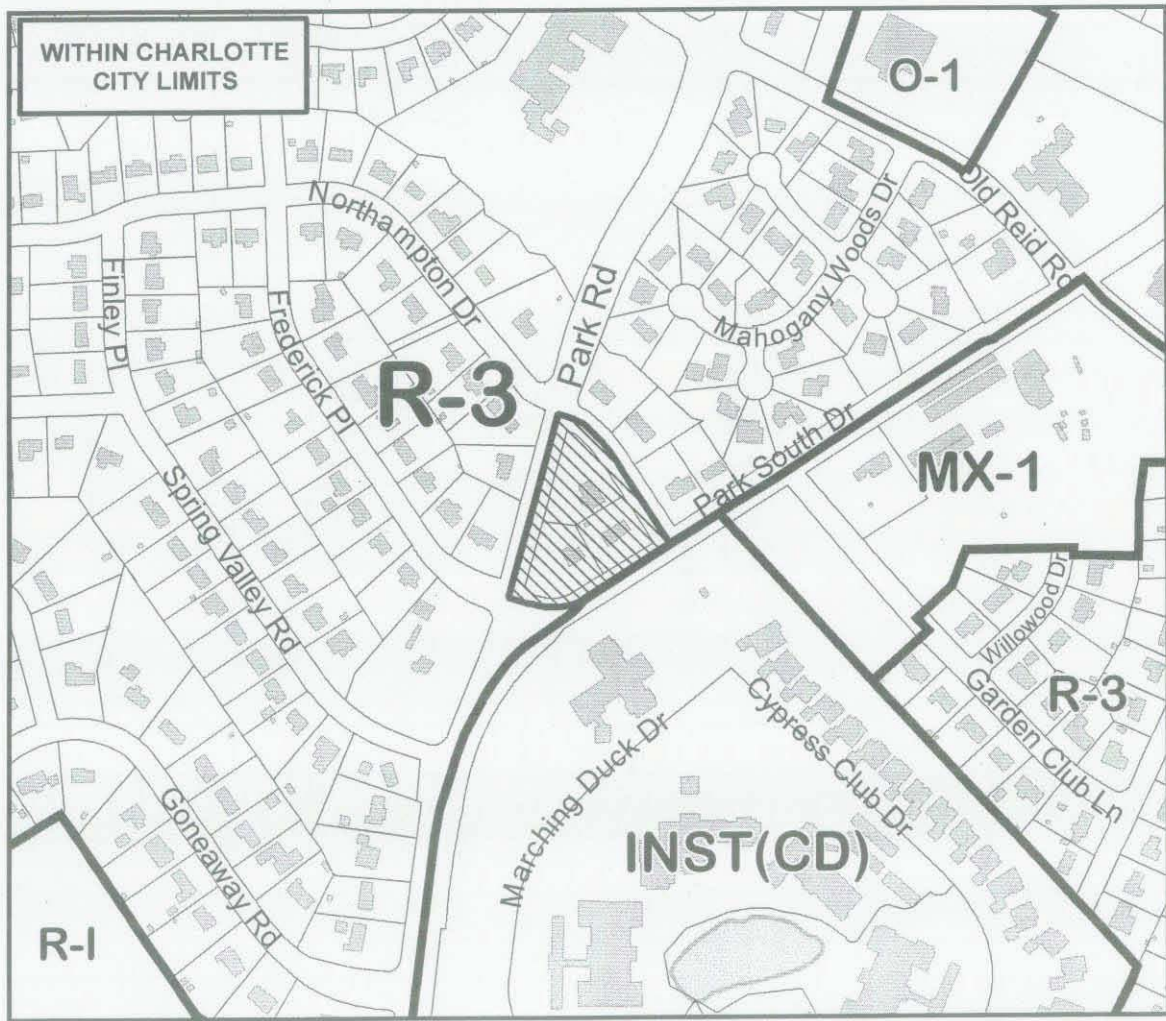 WITHIN CHARLOTTE
CITY LIMITS
O-1
Old Reid Rd
Northampton Dr
Mahogany Woods Dr
Finley Pl
Frederick Pl
Park Rd
R-3
Park South Dr
MX-1
Spring Valley Rd
Willowood Dr
R-3
Garden Club Ln
Cypress Club Dr
Marching Duck Dr
INST(CD)
Goneaway Rd
R-I